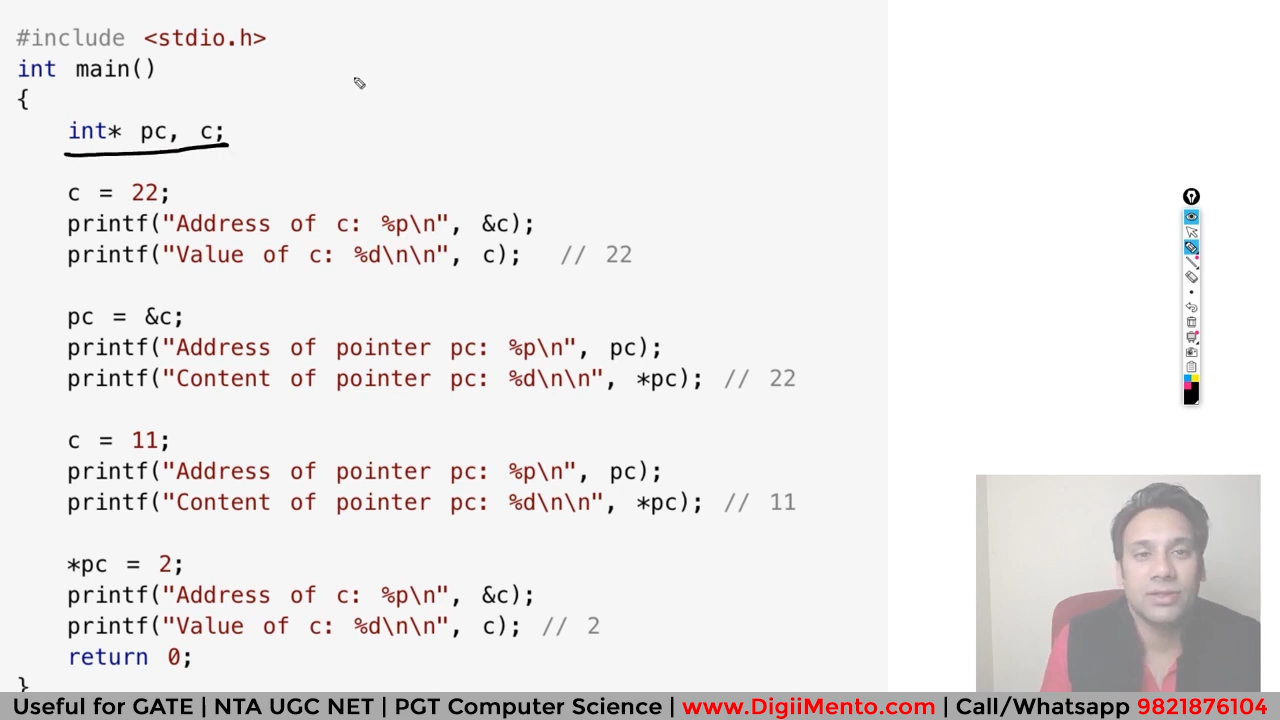 #include <stdio.h>
int main()
{
int* pc, c;
c = 22;
printf("Address of c: %p\n", &c);
printf("Value of c: %d\n\n", c); // 22
pc = &c;
printf("Address of pointer pc: %p\n", pc);
printf("Content of pointer pc: %d\n\n", *pc); // 22
c = 11;
printf("Address of pointer pc: %p\n", pc);
printf("Content of pointer pc: %d\n\n", *pc); // 11
*pc = 2;
printf("Address of c: %p\n", &c);
printf("Value of c: %d\n\n", c); // 2
return 0;
}
Useful for GATE | NTA UGC NET | PGT Computer Science | www.DigiiMento.com | Call/Whatsapp 9821876104